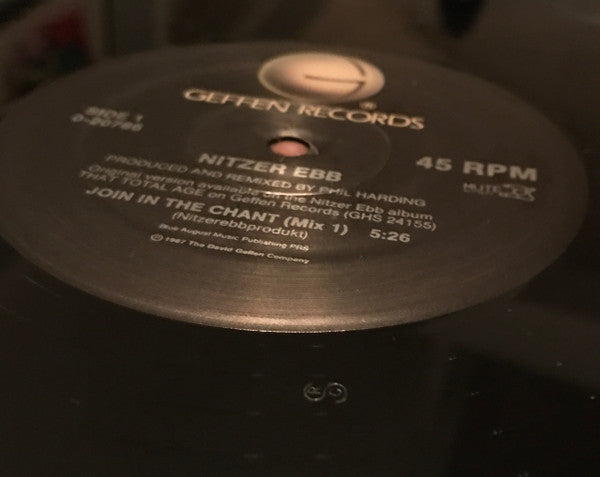 GEFFEN RECORDS®
SIDE 1
0-20786
45 RPM
MUTE
NITZER EBB
PRODUCED AND REMIXED BY PHIL HARDING
Original version available on the Nitzer Ebb album
THAT TOTAL AGE on Geffen Records (GHS 24155)
JOIN IN THE CHANT (Mix 1) 5:26
(Nitzerebbprodukt)
Blue August Music Publishing PRS
© 1987 The David Geffen Company